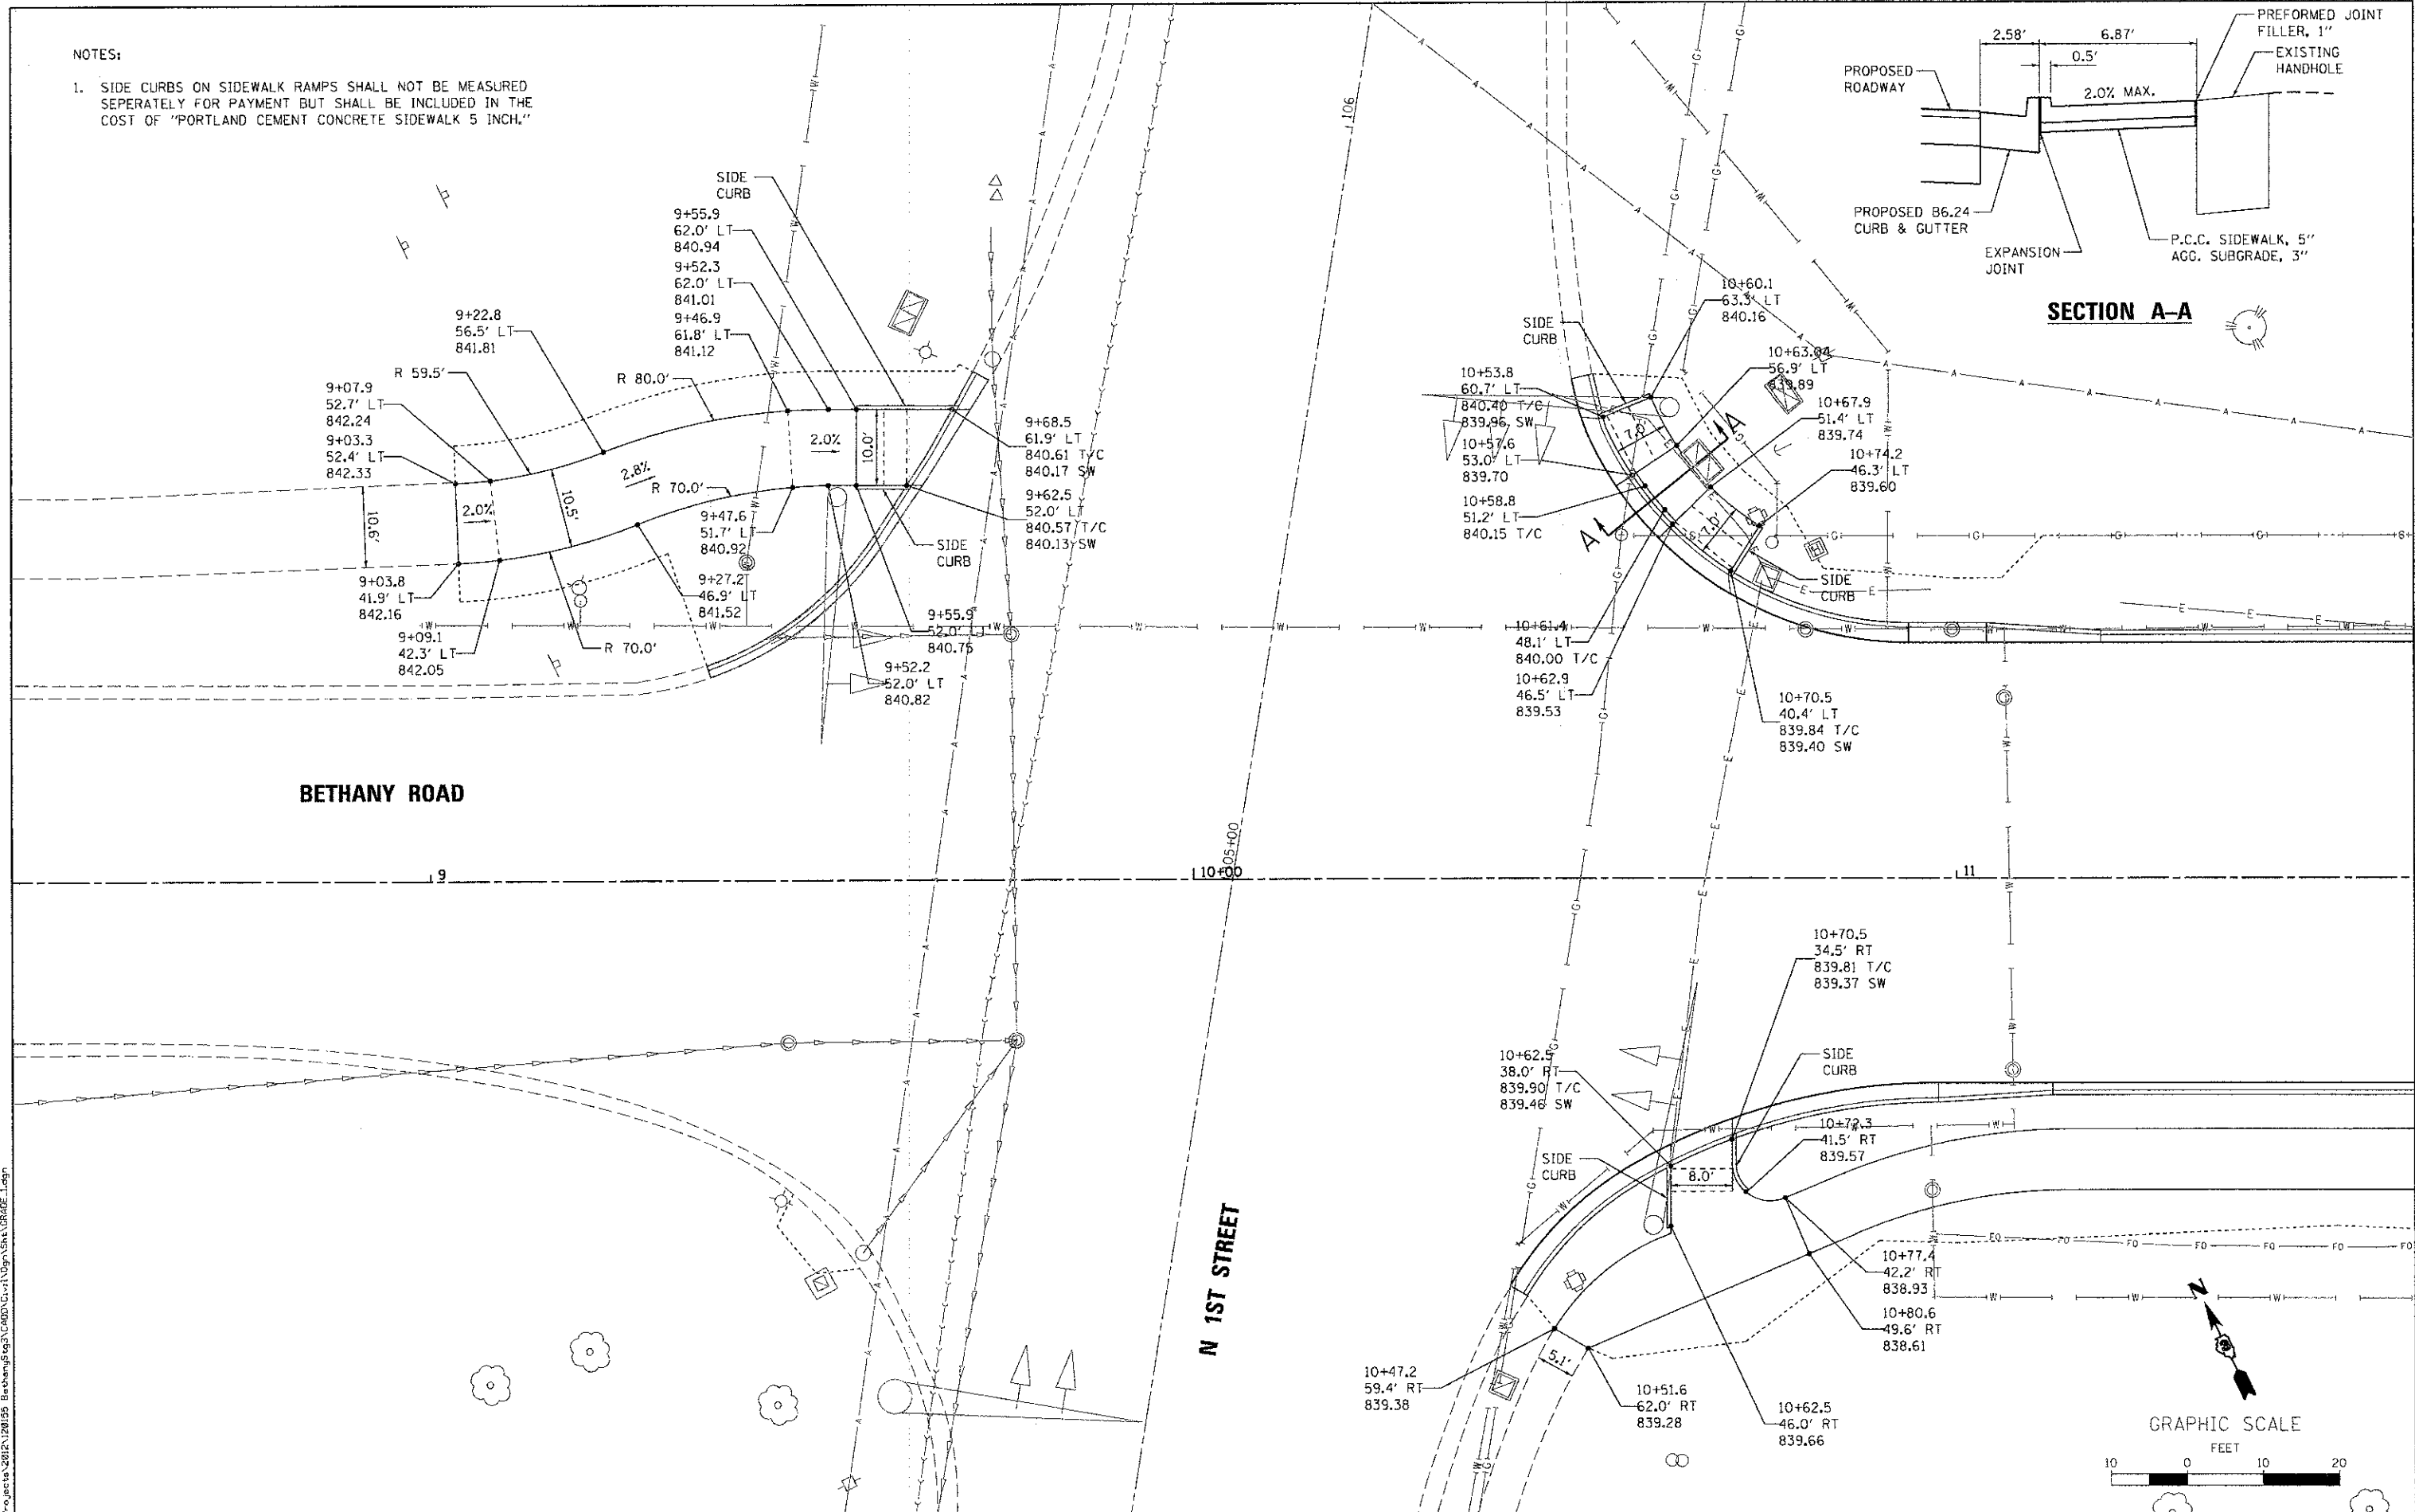 NOTES:
1. SIDE CURBS ON SIDEWALK RAMPS SHALL NOT BE MEASURED
SEPERATELY FOR PAYMENT BUT SHALL BE INCLUDED IN THE
COST OF "PORTLAND CEMENT CONCRETE SIDEWALK 5 INCH."
SIDE
CURB
9+55.9
62.0' LT
840.94
9+52.3
62.0' LT
841.01
9+46.9
61.8' LT
841.12
9+22.8
56.5' LT
841.81
R 59.5'
R 80.0'
9+07.9
52.7' LT
842.24
9+03.3
52.4' LT
842.33
10.6'
2.0%
10.5'
2.8%
R 70.0'
2.0%
10.0'
9+68.5
61.9' LT
840.61 T/C
840.17 SW
9+62.5
52.0' LT
840.57 T/C
840.13 SW
SIDE
CURB
9+47.6
51.7' LT
840.92
9+27.2
46.9' LT
841.52
9+03.8
41.9' LT
842.16
9+09.1
42.3' LT
842.05
R 70.0'
9+55.9
52.0' LT
840.75
9+52.2
52.0' LT
840.82
106
2.58'
6.87'
0.5'
2.0% MAX.
PREFORMED JOINT
FILLER, 1"
EXISTING
HANDHOLE
PROPOSED
ROADWAY
PROPOSED B6.24
CURB & GUTTER
EXPANSION
JOINT
P.C.C. SIDEWALK, 5"
AGG. SUBGRADE, 3"
SECTION A-A
10+60.1
63.3' LT
840.16
SIDE
CURB
10+63.04
56.9' LT
839.89
10+53.8
60.7' LT
840.40 T/C
839.96 SW
10+67.9
51.4' LT
839.74
10+57.6
53.0' LT
839.70
10+74.2
46.3' LT
839.60
10+58.8
51.2' LT
840.15 T/C
7.0'
7.0'
A
A
SIDE
CURB
10+61.4
48.1' LT
840.00 T/C
10+62.9
46.5' LT
839.53
10+70.5
40.4' LT
839.84 T/C
839.40 SW
BETHANY ROAD
9
10+00
105+00
11
10+70.5
34.5' RT
839.81 T/C
839.37 SW
10+62.5
38.0' RT
839.90 T/C
839.46 SW
SIDE
CURB
10+72.3
41.5' RT
839.57
SIDE
CURB
8.0'
10+77.4
42.2' RT
838.93
10+80.6
49.6' RT
838.61
N 1ST STREET
5.1'
10+47.2
59.4' RT
839.38
10+51.6
62.0' RT
839.28
10+62.5
46.0' RT
839.66
N
GRAPHIC SCALE
FEET
10 0 10 20